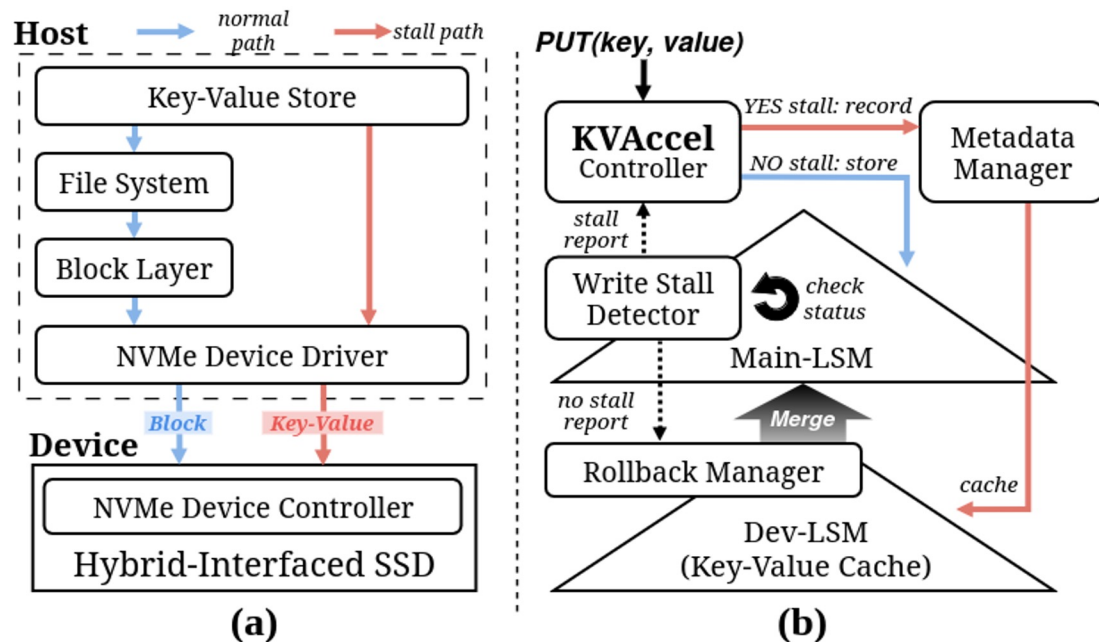 Host
normal
path
stall path
Key-Value Store
File System
Block Layer
NVMe Device Driver
Block
Key-Value
Device
NVMe Device Controller
Hybrid-Interfaced SSD
(a)
PUT(key, value)
KVAccel
Controller
YES stall: record
NO stall: store
Metadata
Manager
stall
report
Write Stall
Detector
check
status
Main-LSM
no stall
report
Merge
Rollback Manager
cache
Dev-LSM
(Key-Value Cache)
(b)